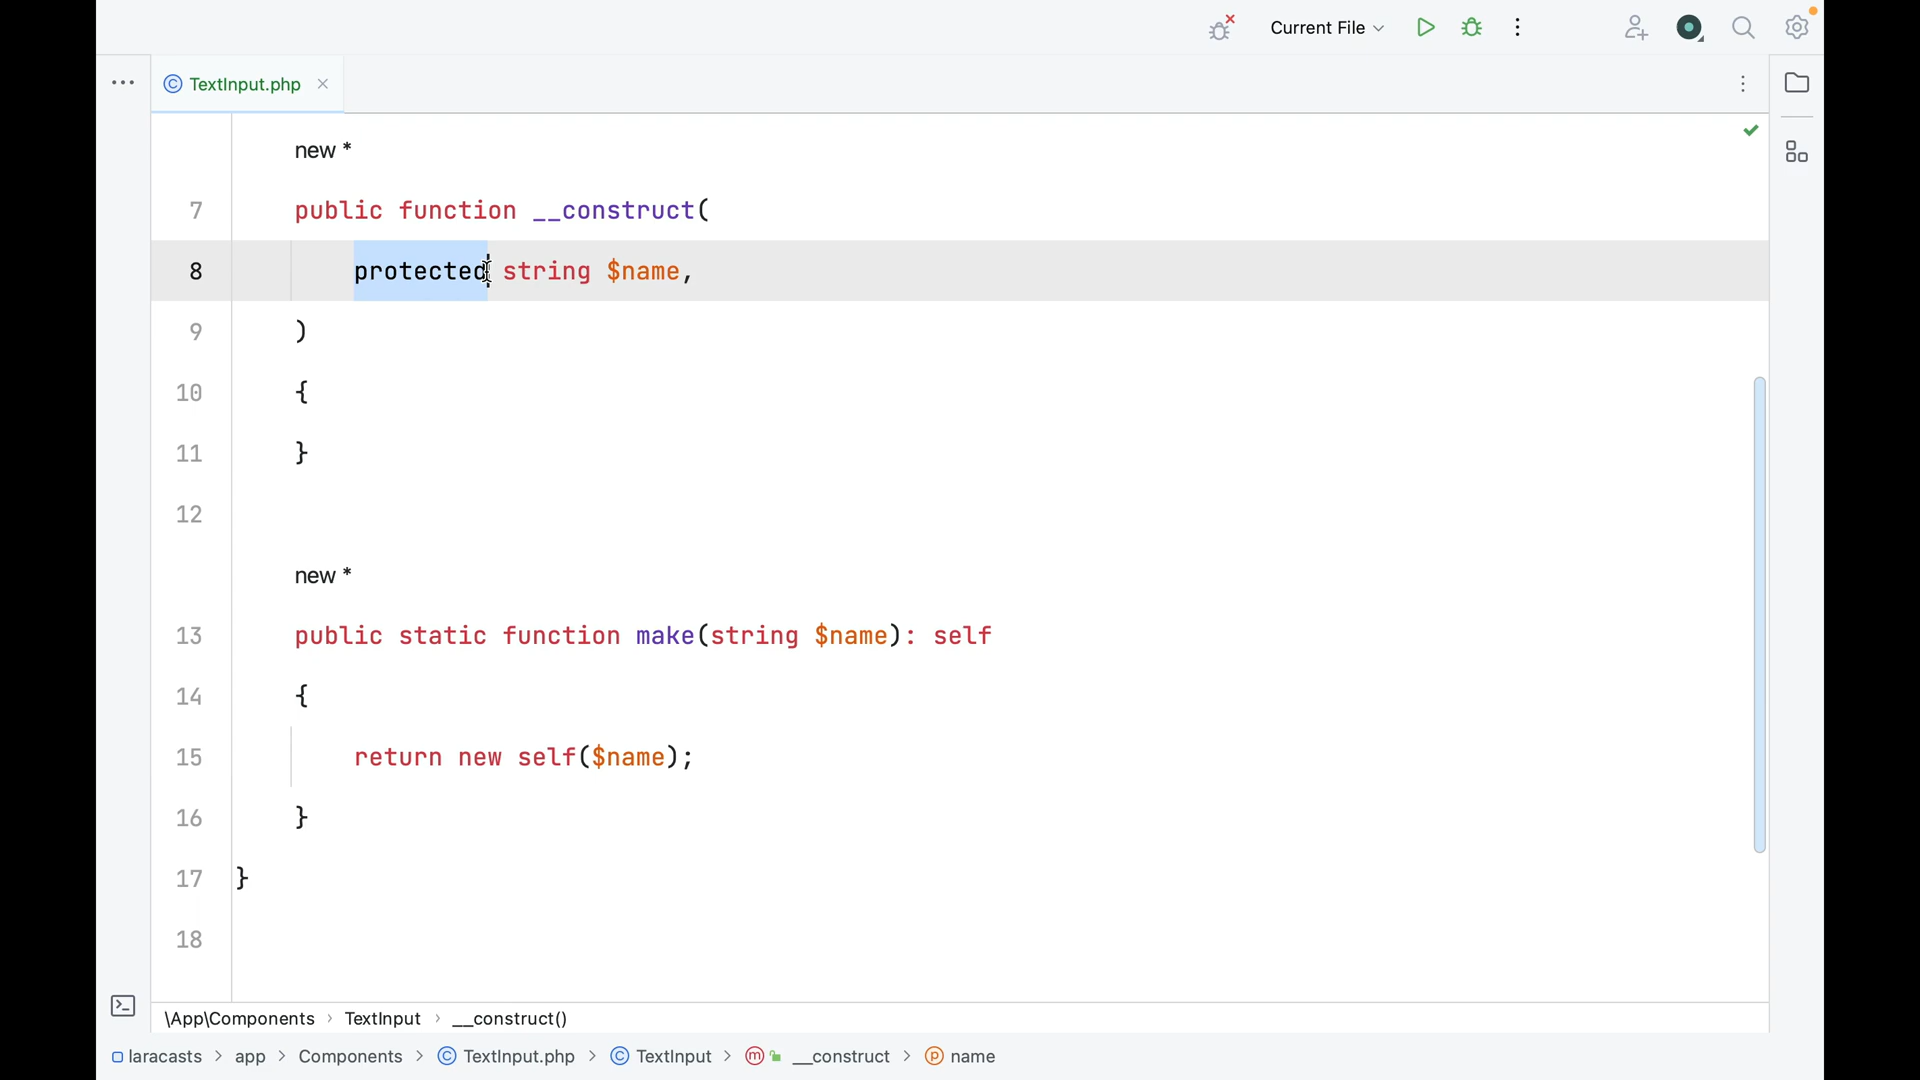 Current File
TextInput.php
new *
7 public function __construct(
8 protected string $name,
9 )
10 {
11 }
12
new *
13 public static function make(string $name): self
14 {
15 return new self($name);
16 }
17 }
18
\App\Components › TextInput › __construct()
laracasts > app > Components > © TextInput.php > © TextInput > m __construct > p name